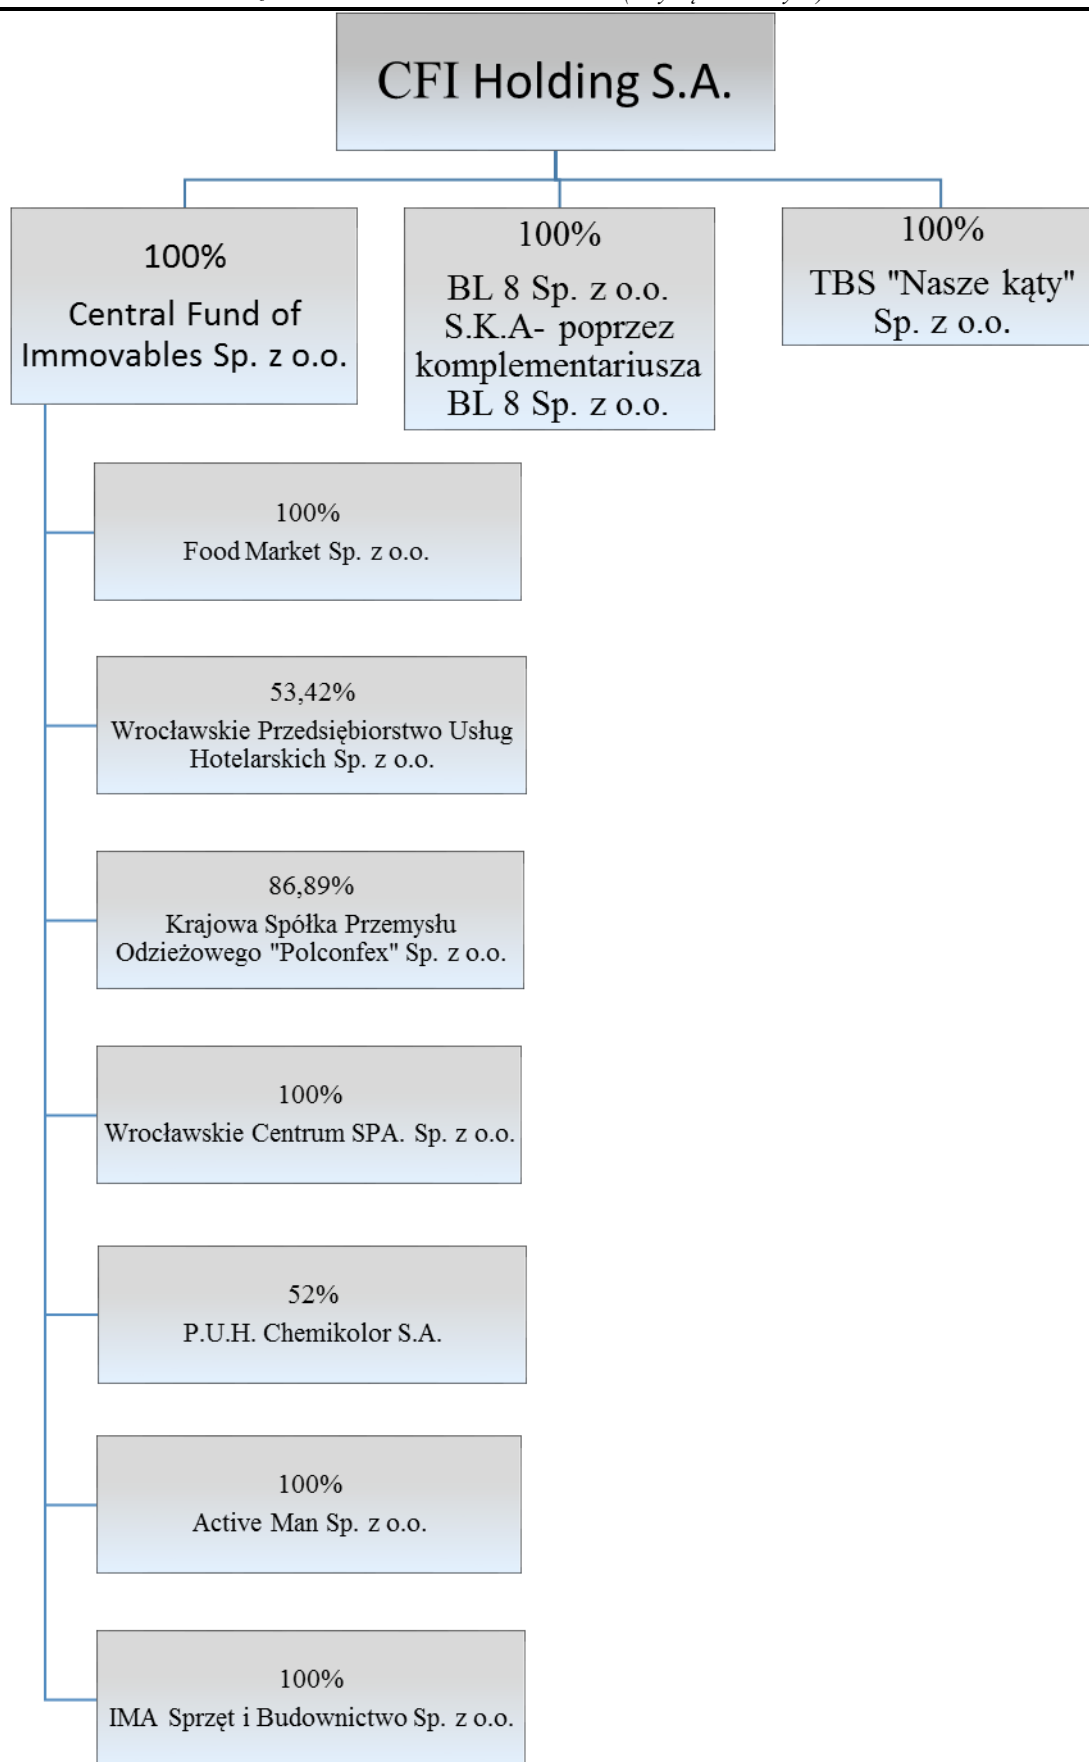 CFI Holding S.A.
100%
Central Fund of
Immovables Sp. z o.o.
100%
BL 8 Sp. z o.o.
S.K.A- poprzez
komplementariusza
BL 8 Sp. z o.o.
100%
TBS "Nasze kąty"
Sp. z o.o.
100%
Food Market Sp. z o.o.
53,42%
Wrocławskie Przedsiębiorstwo Usług
Hotelarskich Sp. z o.o.
86,89%
Krajowa Spółka Przemysłu
Odzieżowego "Polconfex" Sp. z o.o.
100%
Wrocławskie Centrum SPA. Sp. z o.o.
52%
P.U.H. Chemikolor S.A.
100%
Active Man Sp. z o.o.
100%
IMA Sprzęt i Budownictwo Sp. z o.o.